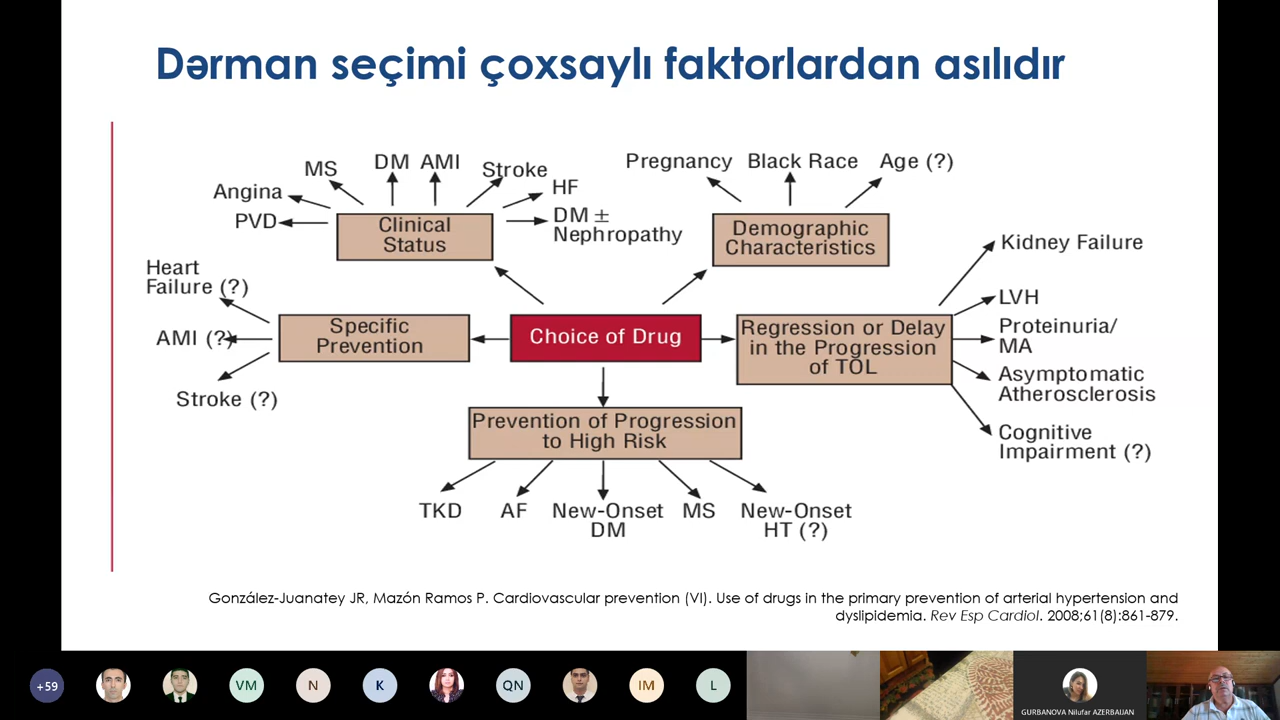 Dərman seçimi çoxsaylı faktorlardan asılıdır
MS
DM
AMI
Stroke
Angina
HF
PVD
DM ±
Nephropathy
Clinical
Status
Pregnancy
Black Race
Age (?)
Demographic
Characteristics
Heart
Failure (?)
AMI (?)
Stroke (?)
Specific
Prevention
Choice of Drug
Regression or Delay
in the Progression
of TOL
Kidney Failure
LVH
Proteinuria/
MA
Asymptomatic
Atherosclerosis
Cognitive
Impairment (?)
Prevention of Progression
to High Risk
TKD
AF
New-Onset
DM
MS
New-Onset
HT (?)
González-Juanatey JR, Mazón Ramos P. Cardiovascular prevention (VI). Use of drugs in the primary prevention of arterial hypertension and
dyslipidemia. Rev Esp Cardiol. 2008;61(8):861-879.
+59
VM
N
K
QN
IM
L
GURBANOVA Nilufar AZERBAIJAN